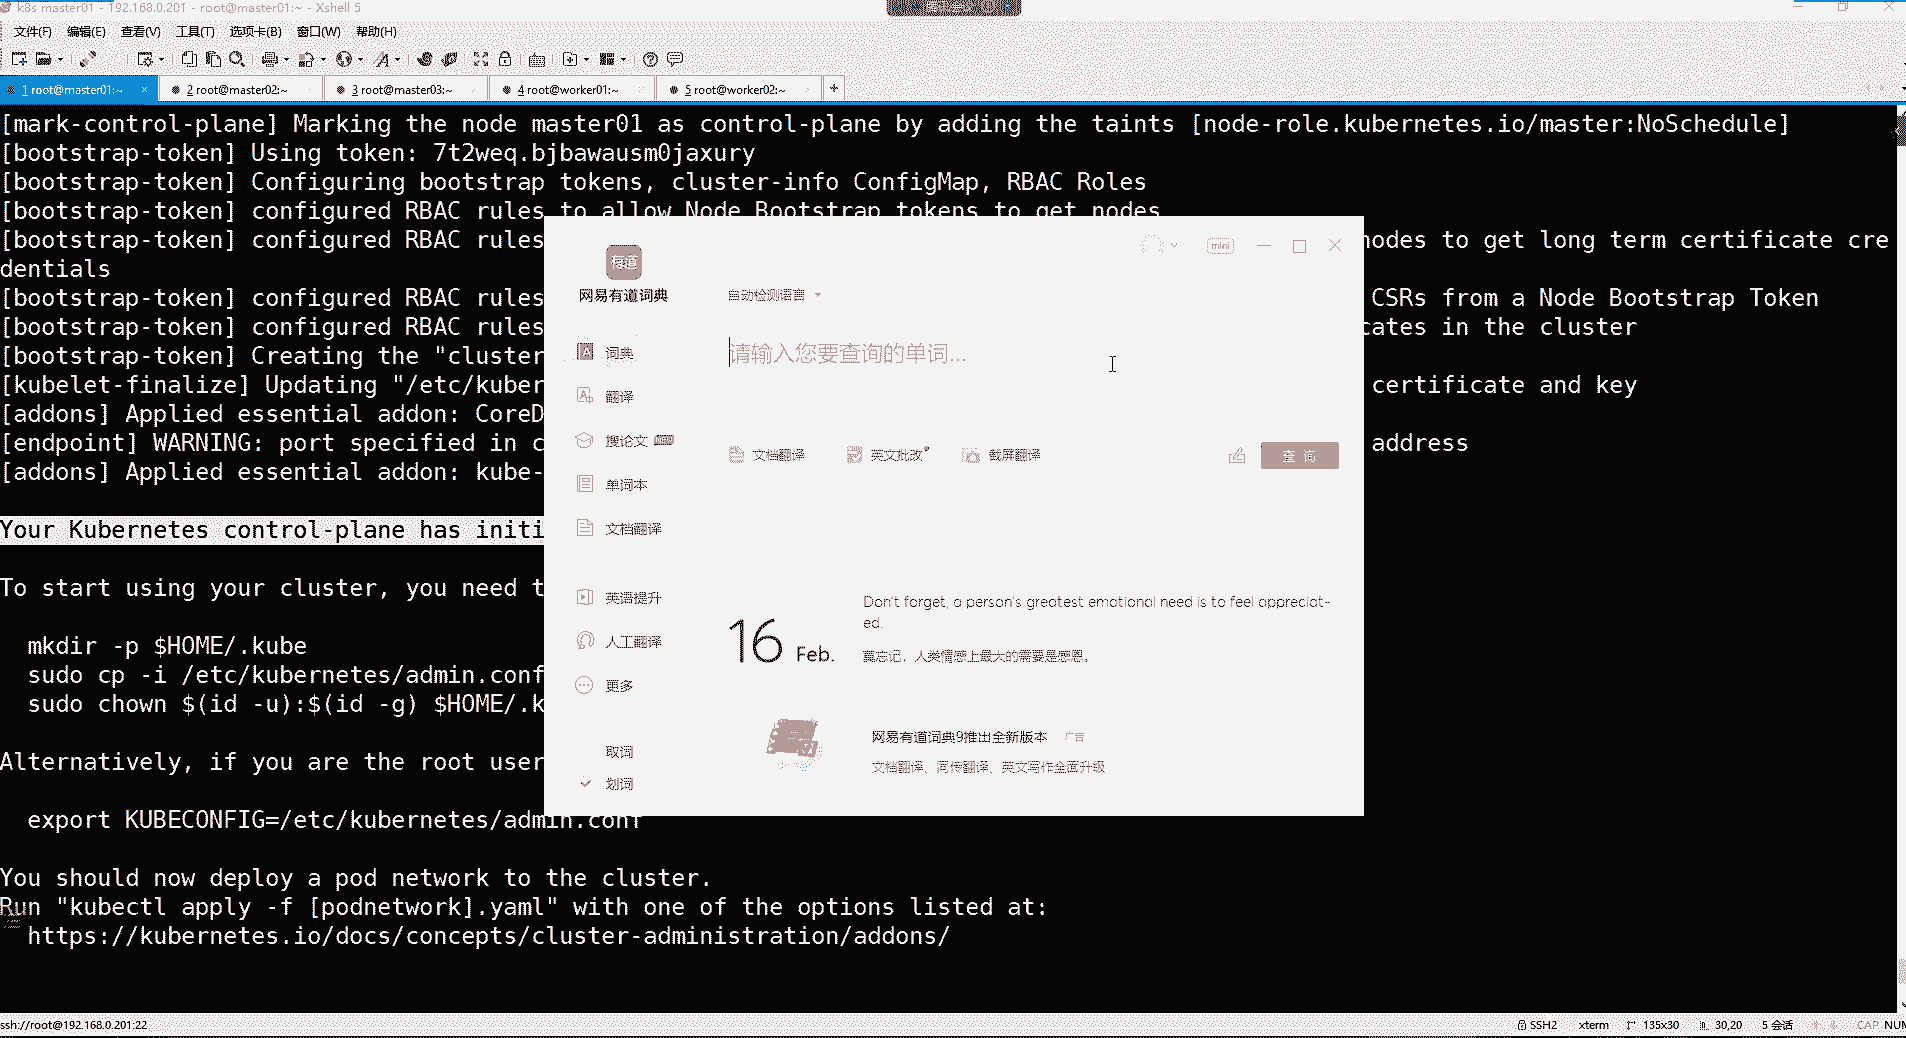 k8s master01 - 192.168.0.201 - root@master01:~ - Xshell 5
文件(F) 编辑(E) 查看(V) 工具(T) 选项卡(B) 窗口(W) 帮助(H)
1 root@master01:~ 2 root@master02:~ 3 root@master03:~ 4 root@worker01:~ 5 root@worker02:~
[mark-control-plane] Marking the node master01 as control-plane by adding the taints [node-role.kubernetes.io/master:NoSchedule]
[bootstrap-token] Using token: 7t2weq.bjbawausm0jaxury
[bootstrap-token] Configuring bootstrap tokens, cluster-info ConfigMap, RBAC Roles
[bootstrap-token] configured RBAC rules to allow Node Bootstrap tokens to get nodes
[bootstrap-token] configured RBAC rules nodes to get long term certificate cre
dentials
[bootstrap-token] configured RBAC rules CSRs from a Node Bootstrap Token
[bootstrap-token] configured RBAC rules cates in the cluster
[bootstrap-token] Creating the "cluster
[kubelet-finalize] Updating "/etc/kuber certificate and key
[addons] Applied essential addon: CoreD
[endpoint] WARNING: port specified in c address
[addons] Applied essential addon: kube-
Your Kubernetes control-plane has initi
To start using your cluster, you need t
mkdir -p $HOME/.kube
sudo cp -i /etc/kubernetes/admin.conf
sudo chown $(id -u):$(id -g) $HOME/.k
Alternatively, if you are the root user
export KUBECONFIG=/etc/kubernetes/admin.conf
You should now deploy a pod network to the cluster.
Run "kubectl apply -f [podnetwork].yaml" with one of the options listed at:
https://kubernetes.io/docs/concepts/cluster-administration/addons/
有道
mini
网易有道词典
自动检测语言
词典
请输入您要查询的单词...
翻译
搜论文
文档翻译 英文批改 截屏翻译
查 询
单词本
文档翻译
英语提升
人工翻译
更多
取词
划词
16 Feb.
Don't forget, a person's greatest emotional need is to feel appreciat-
ed.
莫忘记，人类情感上最大的需要是感恩。
网易有道词典9推出全新版本 广告
文档翻译、同传翻译、英文写作全面升级
ssh://root@192.168.0.201:22
SSH2 xterm 135x30 30,20 5 会话 CAP NUM